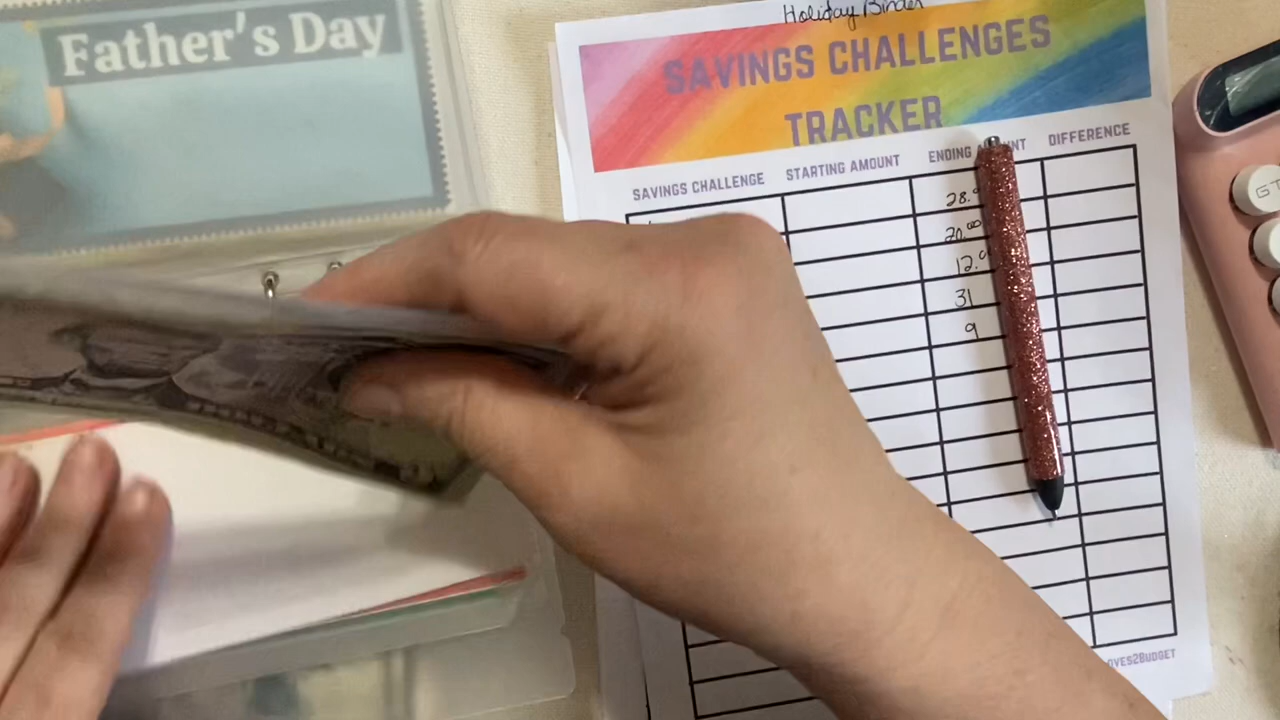 Father's Day
Holiday Binder
SAVINGS CHALLENGES
TRACKER
SAVINGS CHALLENGE STARTING AMOUNT ENDING DIFFERENCE
28.
20.00
12.
31
9
GT